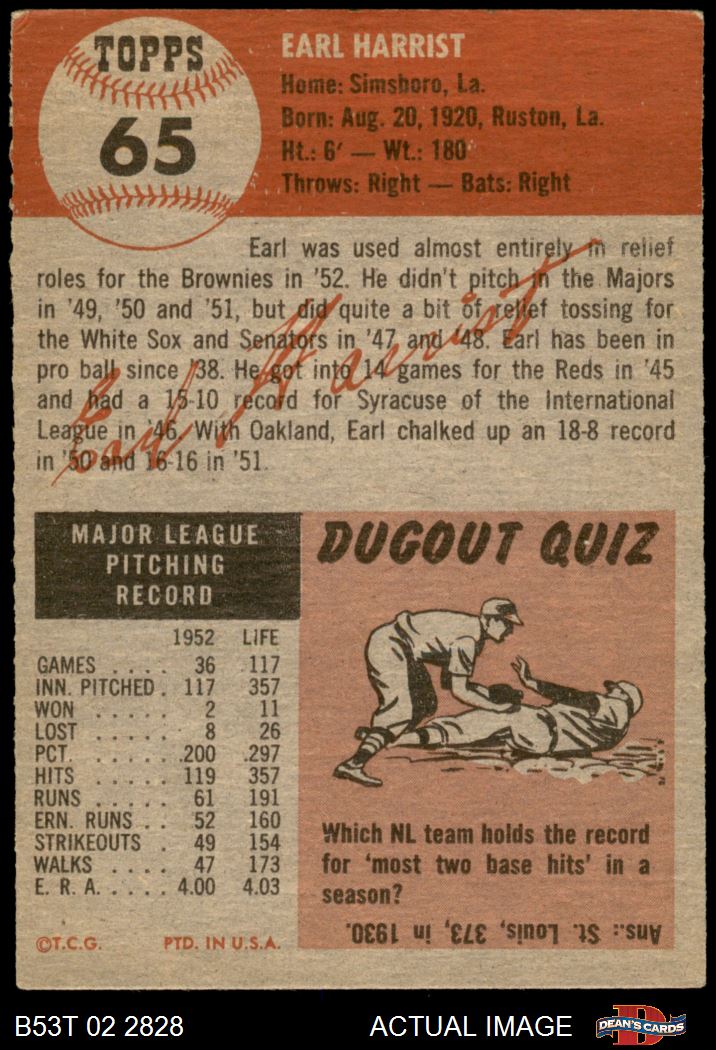 TOPPS
65
EARL HARRIST
Home: Simsboro, La.
Born: Aug. 20, 1920, Ruston, La.
Ht.: 6' — Wt.: 180
Throws: Right — Bats: Right
Earl was used almost entirely in relief
roles for the Brownies in '52. He didn't pitch in the Majors
in '49, '50 and '51, but did quite a bit of relief tossing for
the White Sox and Senators in '47 and '48. Earl has been in
pro ball since '38. He got into 14 games for the Reds in '45
and had a 15-10 record for Syracuse of the International
League in '46. With Oakland, Earl chalked up an 18-8 record
in '50 and 16-16 in '51.
Earl Harrist
MAJOR LEAGUE
PITCHING
RECORD
1952 LIFE
GAMES . . . . 36 117
INN. PITCHED . 117 357
WON . . . . . 2 11
LOST . . . . . 8 26
PCT. . . . . . .200 .297
HITS . . . . . 119 357
RUNS . . . . . 61 191
ERN. RUNS . . 52 160
STRIKEOUTS . 49 154
WALKS . . . . 47 173
E. R. A. . . . . 4.00 4.03
©T.C.G. PTD. IN U.S.A.
DUGOUT QUIZ
Which NL team holds the record
for 'most two base hits' in a
season?
Ans.: St. Louis, 373, in 1930.
B53T 02 2828 ACTUAL IMAGE
D
DEAN'S CARDS